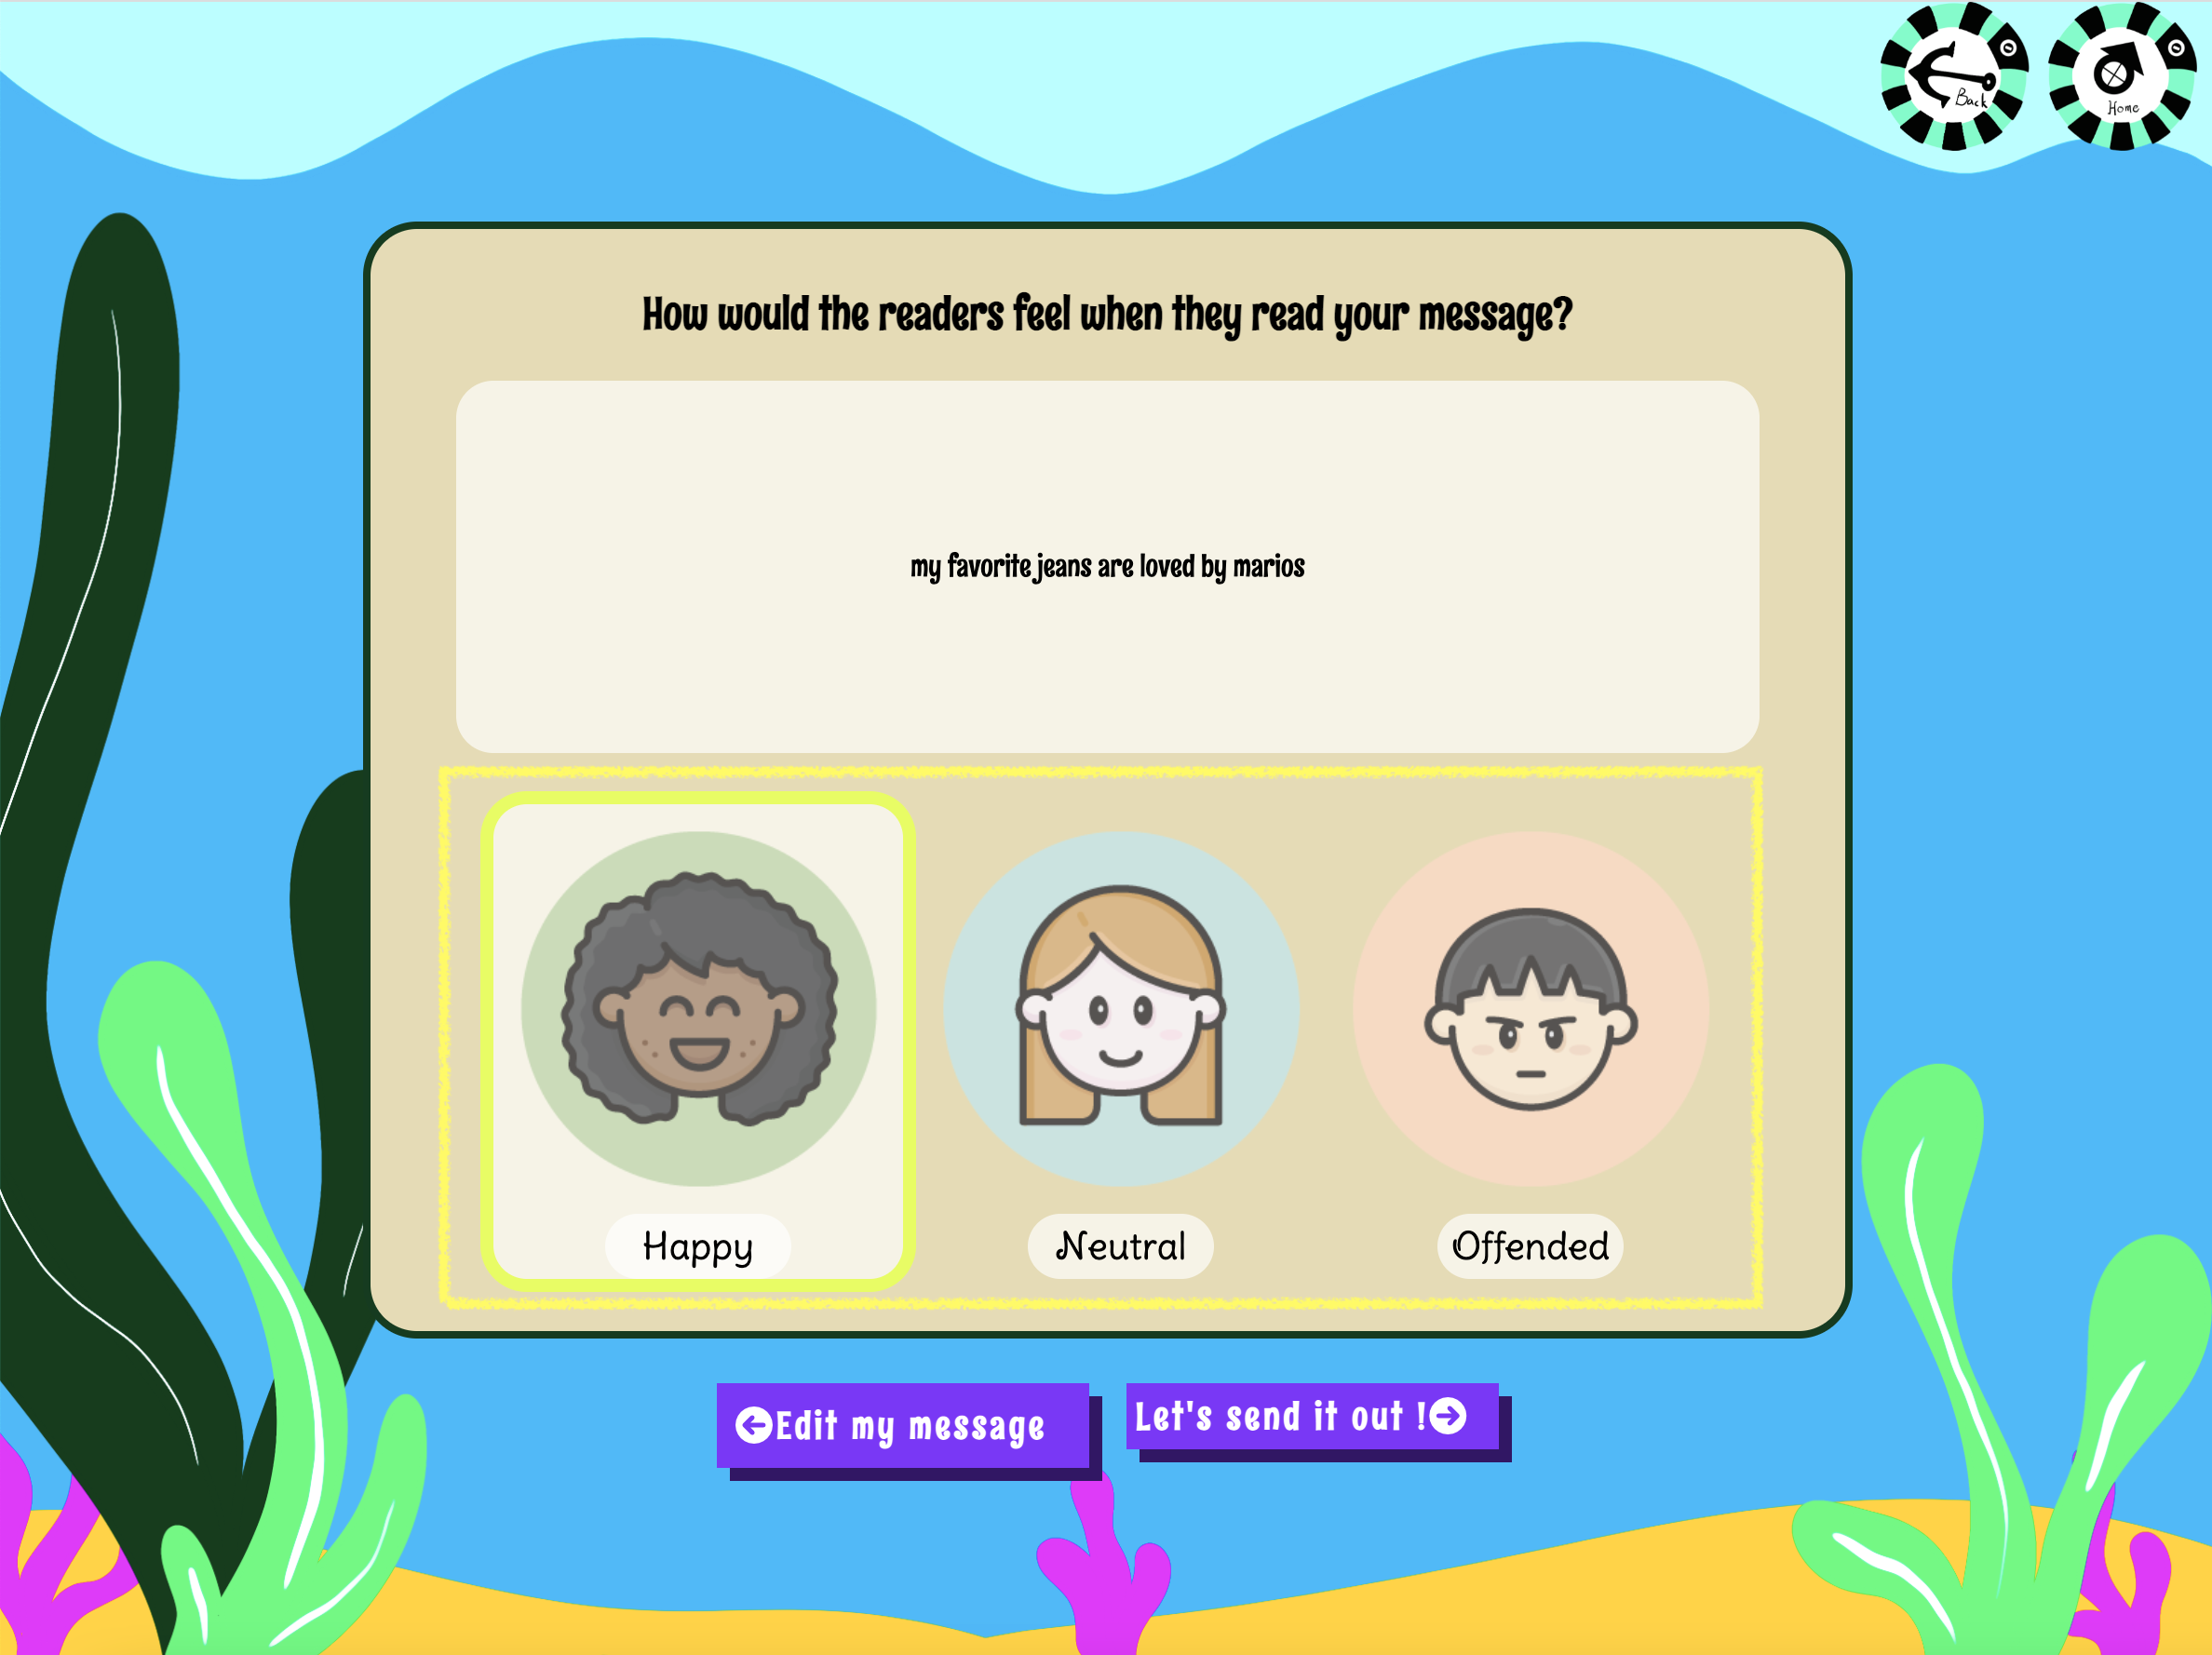 Back
Home
How would the readers feel when they read your message?
my favorite jeans are loved by marios
Happy
Neutral
Offended
Edit my message
Let's send it out !